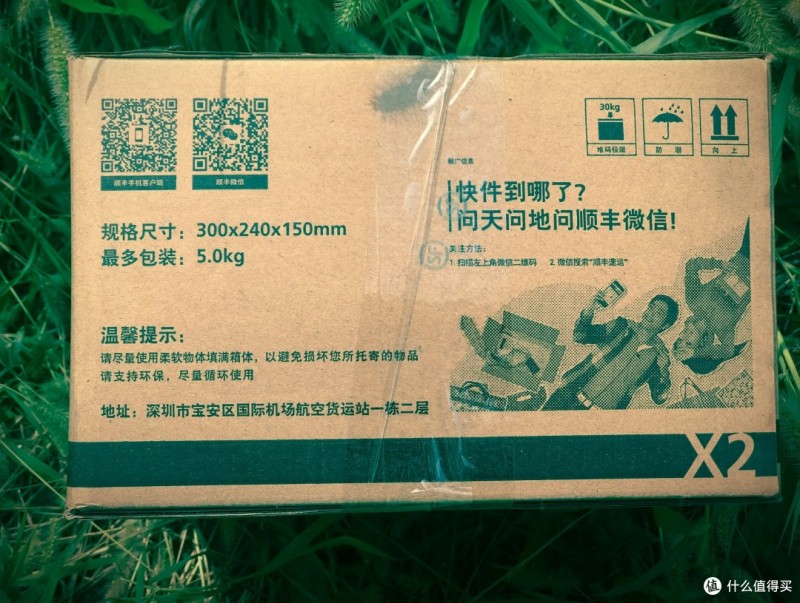 顺丰手机客户端
顺丰微信
规格尺寸：300x240x150mm
最多包装：5.0kg
温馨提示：
请尽量使用柔软物体填满箱体，以避免损坏您所托寄的物品
请支持环保，尽量循环使用
地址：深圳市宝安区国际机场航空货运站一栋二层
30kg
堆码极限
防潮
向上
推广信息
快件到哪了？
问天问地问顺丰微信!
关注方法：
1. 扫描左上角微信二维码 2. 微信搜索“顺丰速运”
SF
X2
值 什么值得买